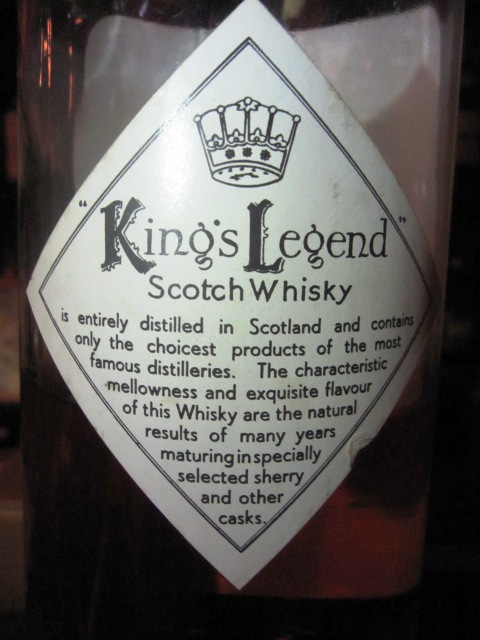 "King's Legend"
Scotch Whisky
is entirely distilled in Scotland and contains
only the choicest products of the most
famous distilleries. The characteristic
mellowness and exquisite flavour
of this Whisky are the natural
results of many years
maturing in specially
selected sherry
and other
casks.